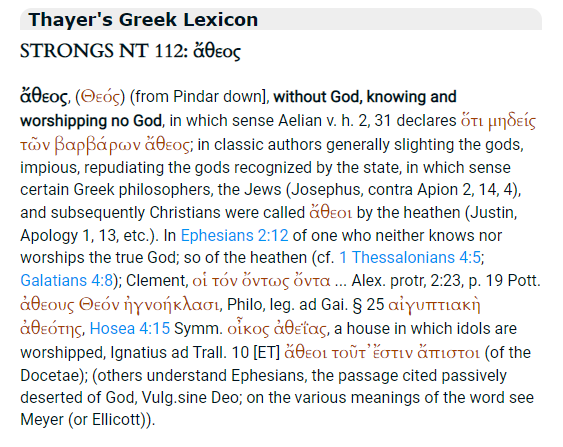 Thayer's Greek Lexicon
STRONGS NT 112: ἄθεος
ἄθεος, (Θεός) (from Pindar down], without God, knowing and
worshipping no God, in which sense Aelian v. h. 2, 31 declares ὅτι μηδείς
τῶν βαρβάρων ἄθεος; in classic authors generally slighting the gods,
impious, repudiating the gods recognized by the state, in which sense
certain Greek philosophers, the Jews (Josephus, contra Apion 2, 14, 4),
and subsequently Christians were called ἄθεοι by the heathen (Justin,
Apology 1, 13, etc.). In Ephesians 2:12 of one who neither knows nor
worships the true God; so of the heathen (cf. 1 Thessalonians 4:5;
Galatians 4:8); Clement, οἱ τόν ὄντως ὄντα ... Alex. protr, 2:23, p. 19 Pott.
ἀθεους Θεόν ἠγνοήκλασι, Philo, leg. ad Gai. § 25 αἰγυπτιακὴ
ἀθεότης, Hosea 4:15 Symm. οἶκος ἀθεΐας, a house in which idols are
worshipped, Ignatius ad Trall. 10 [ET] ἄθεοι τοῦτ' ἔστιν ἄπιστοι (of the
Docetae); (others understand Ephesians, the passage cited passively
deserted of God, Vulg.sine Deo; on the various meanings of the word see
Meyer (or Ellicott)).